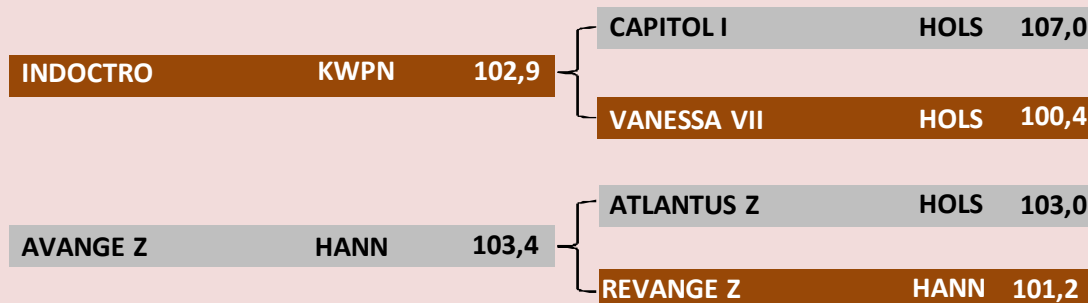 CAPITOL I HOLS 107,0
INDOCTRO KWPN 102,9
VANESSA VII HOLS 100,4
ATLANTUS Z HOLS 103,0
AVANGE Z HANN 103,4
REVANGE Z HANN 101,2